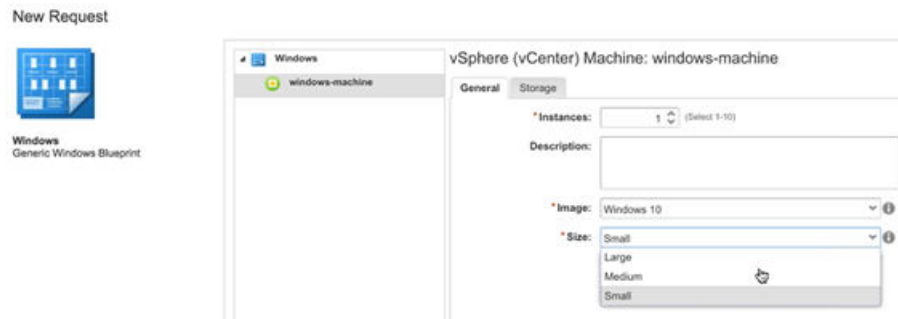 New Request
Windows
Generic Windows Blueprint
Windows
windows-machine
vSphere (vCenter) Machine: windows-machine
General Storage
*Instances: 1 (Select 1-10)
Description:
*Image: Windows 10
*Size: Small
Large
Medium
Small